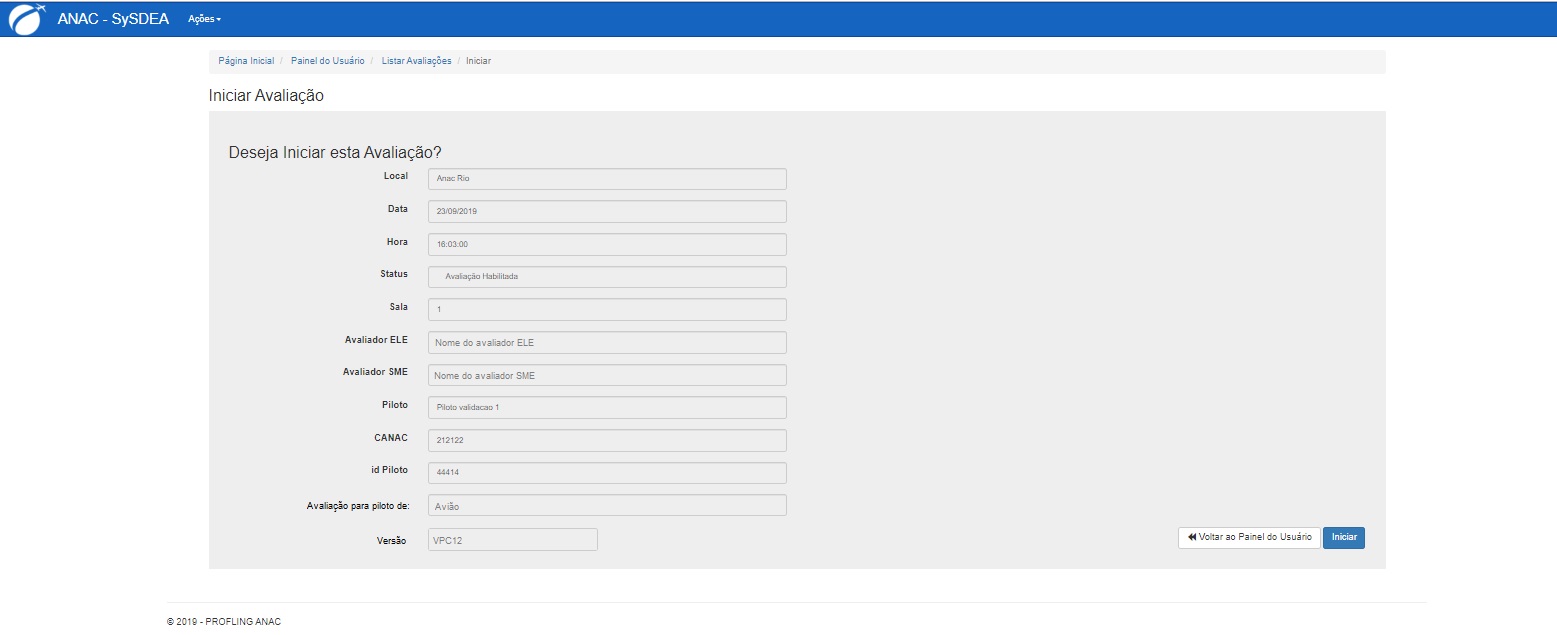 ANAC - SySDEA Ações
Página Inicial / Painel do Usuário / Listar Avaliações / Iniciar
Iniciar Avaliação
Deseja Iniciar esta Avaliação?
Local Anac Rio
Data 23/09/2019
Hora 16:03:00
Status Avaliação Habilitada
Sala 1
Avaliador ELE Nome do avaliador ELE
Avaliador SME Nome do avaliador SME
Piloto Piloto validacao 1
CANAC 212122
id Piloto 44414
Avaliação para piloto de: Avião
Versão VPC12
Voltar ao Painel do Usuário Iniciar
© 2019 - PROFLING ANAC